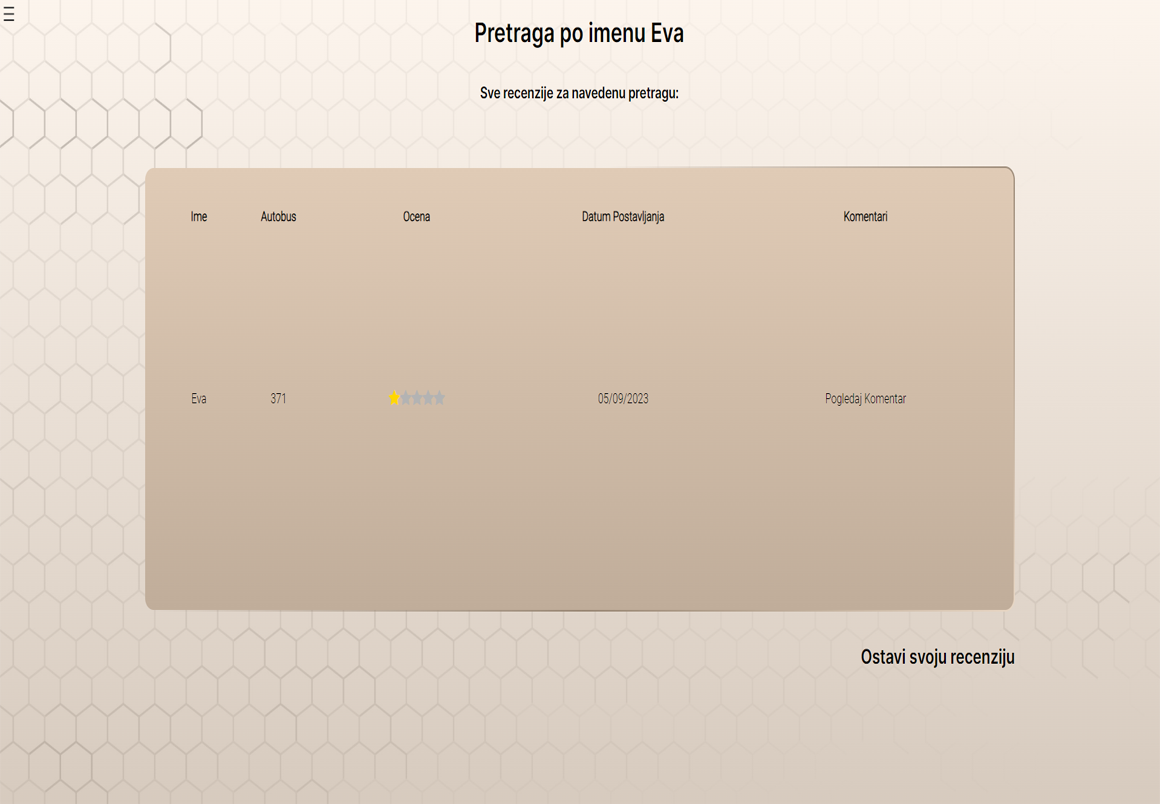 Pretraga po imenu Eva
Sve recenzije za navedenu pretragu:
Ime Autobus Ocena Datum Postavljanja Komentari
Eva 371 05/09/2023 Pogledaj Komentar
Ostavi svoju recenziju